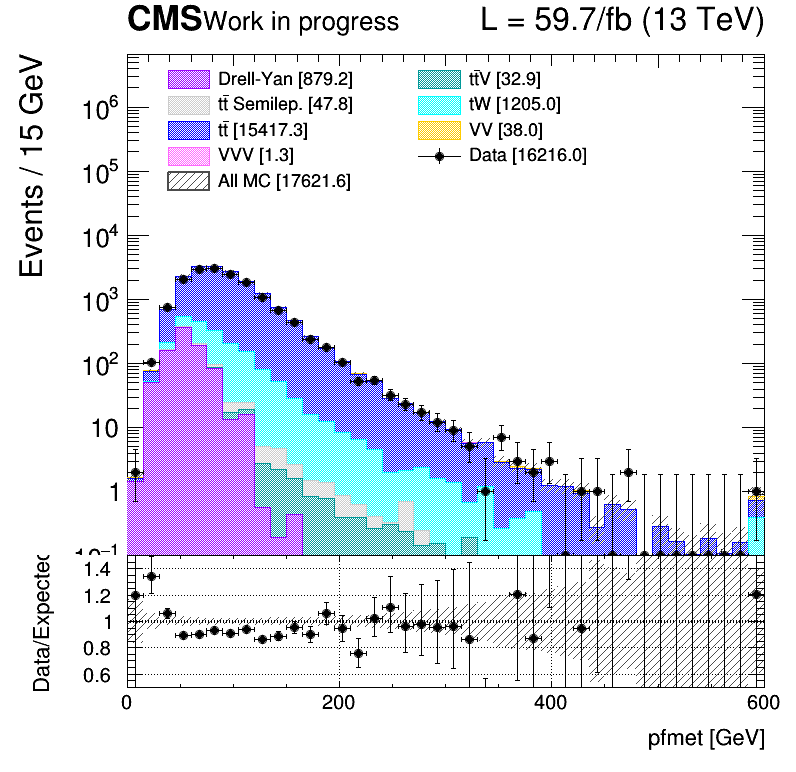 CMS Work in progress L = 59.7/fb (13 TeV)
Events / 15 GeV
Drell-Yan [879.2] tt̄V [32.9]
tt̄ Semilep. [47.8] tW [1205.0]
tt̄ [15417.3] VV [38.0]
VVV [1.3] Data [16216.0]
All MC [17621.6]
10⁶
10⁵
10⁴
10³
10²
10
1
10⁻¹
Data/Expected
1.4
1.2
1
0.8
0.6
0 200 400 600
pfmet [GeV]